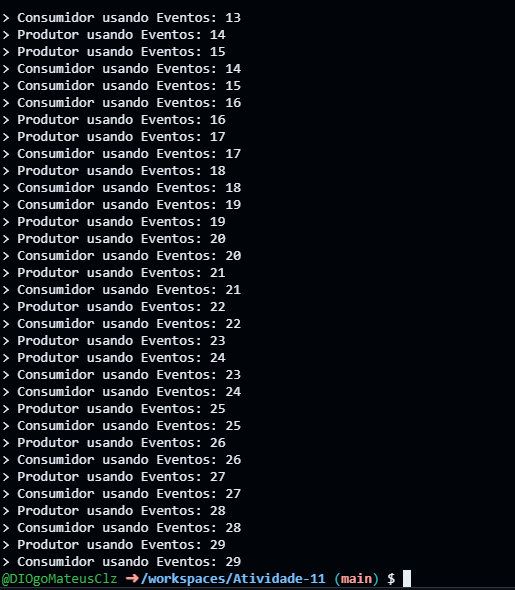 > Consumidor usando Eventos: 13
> Produtor usando Eventos: 14
> Produtor usando Eventos: 15
> Consumidor usando Eventos: 14
> Consumidor usando Eventos: 15
> Consumidor usando Eventos: 16
> Produtor usando Eventos: 16
> Produtor usando Eventos: 17
> Consumidor usando Eventos: 17
> Produtor usando Eventos: 18
> Consumidor usando Eventos: 18
> Consumidor usando Eventos: 19
> Produtor usando Eventos: 19
> Produtor usando Eventos: 20
> Consumidor usando Eventos: 20
> Produtor usando Eventos: 21
> Consumidor usando Eventos: 21
> Produtor usando Eventos: 22
> Consumidor usando Eventos: 22
> Produtor usando Eventos: 23
> Produtor usando Eventos: 24
> Consumidor usando Eventos: 23
> Consumidor usando Eventos: 24
> Produtor usando Eventos: 25
> Consumidor usando Eventos: 25
> Produtor usando Eventos: 26
> Consumidor usando Eventos: 26
> Produtor usando Eventos: 27
> Consumidor usando Eventos: 27
> Produtor usando Eventos: 28
> Consumidor usando Eventos: 28
> Produtor usando Eventos: 29
> Consumidor usando Eventos: 29
@DIOgoMateusClz ➜ /workspaces/Atividade-11 (main) $